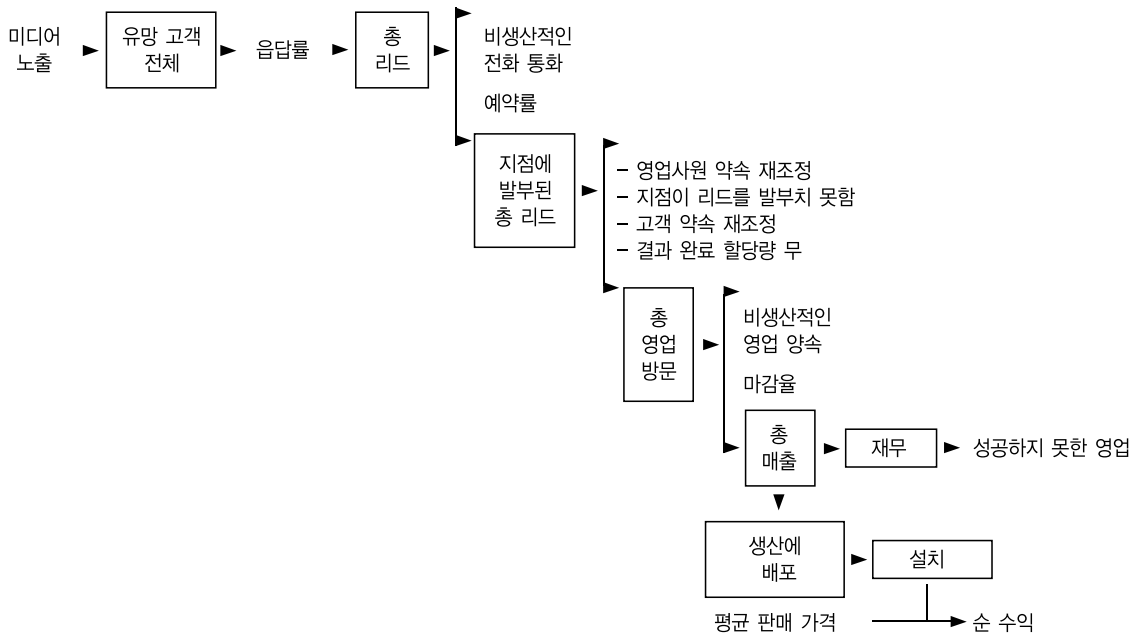 미디어
노출
유망 고객
전체
읍답률
총
리드
비생산적인
전화 통화
예약률
지점에
발부된
총 리드
– 영업사원 약속 재조정
– 지점이 리드를 발부치 못함
– 고객 약속 재조정
– 결과 완료 할당량 무
총
영업
방문
비생산적인
영업 양속
마감율
총
매출
재무
성공하지 못한 영업
생산에
배포
설치
평균 판매 가격
순 수익